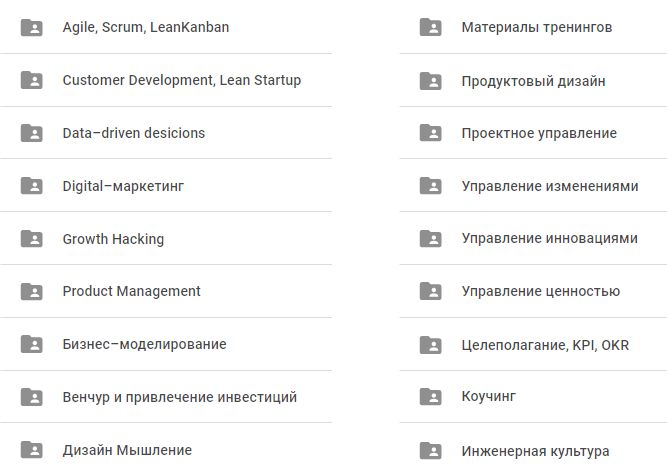 Agile, Scrum, LeanKanban
Customer Development, Lean Startup
Data–driven desicions
Digital–маркетинг
Growth Hacking
Product Management
Бизнес–моделирование
Венчур и привлечение инвестиций
Дизайн Мышление
Материалы тренингов
Продуктовый дизайн
Проектное управление
Управление изменениями
Управление инновациями
Управление ценностью
Целеполагание, KPI, OKR
Коучинг
Инженерная культура